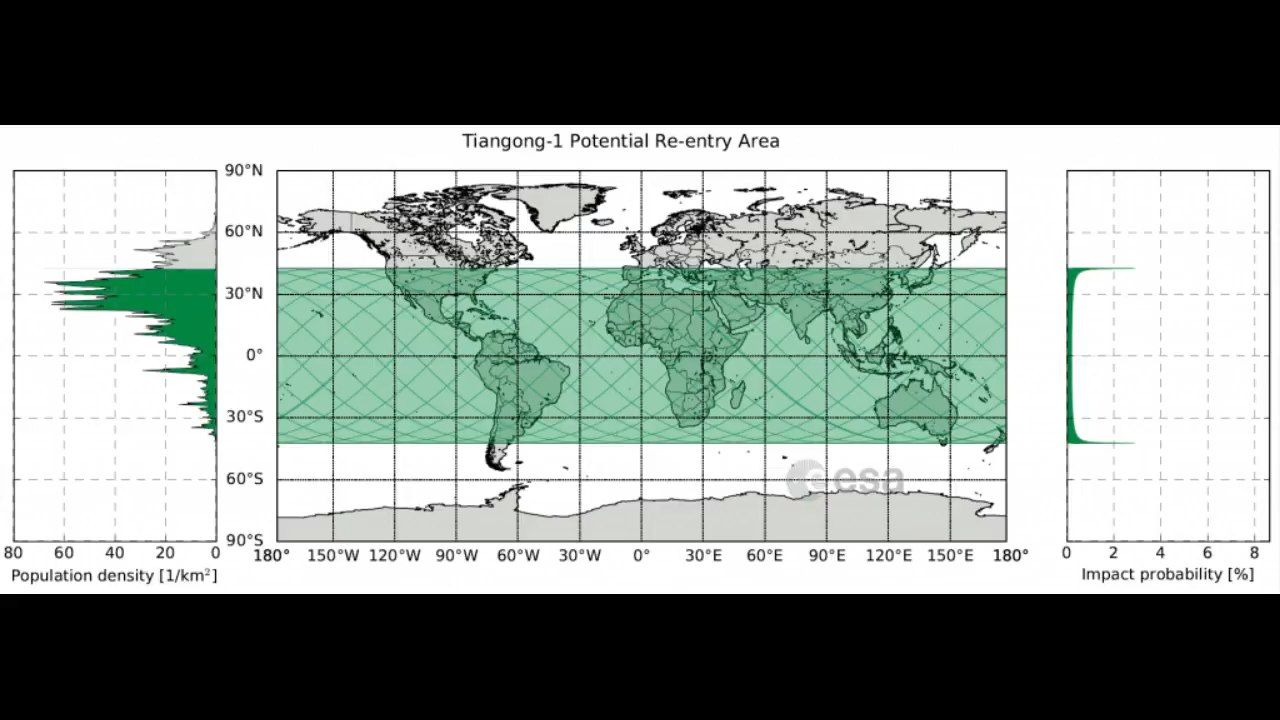 Tiangong-1 Potential Re-entry Area
90°N
60°N
30°N
0°
30°S
60°S
90°S
esa
80 60 40 20 0
180° 150°W 120°W 90°W 60°W 30°W 0° 30°E 60°E 90°E 120°E 150°E 180°
0 2 4 6 8
Population density [1/km²]
Impact probability [%]